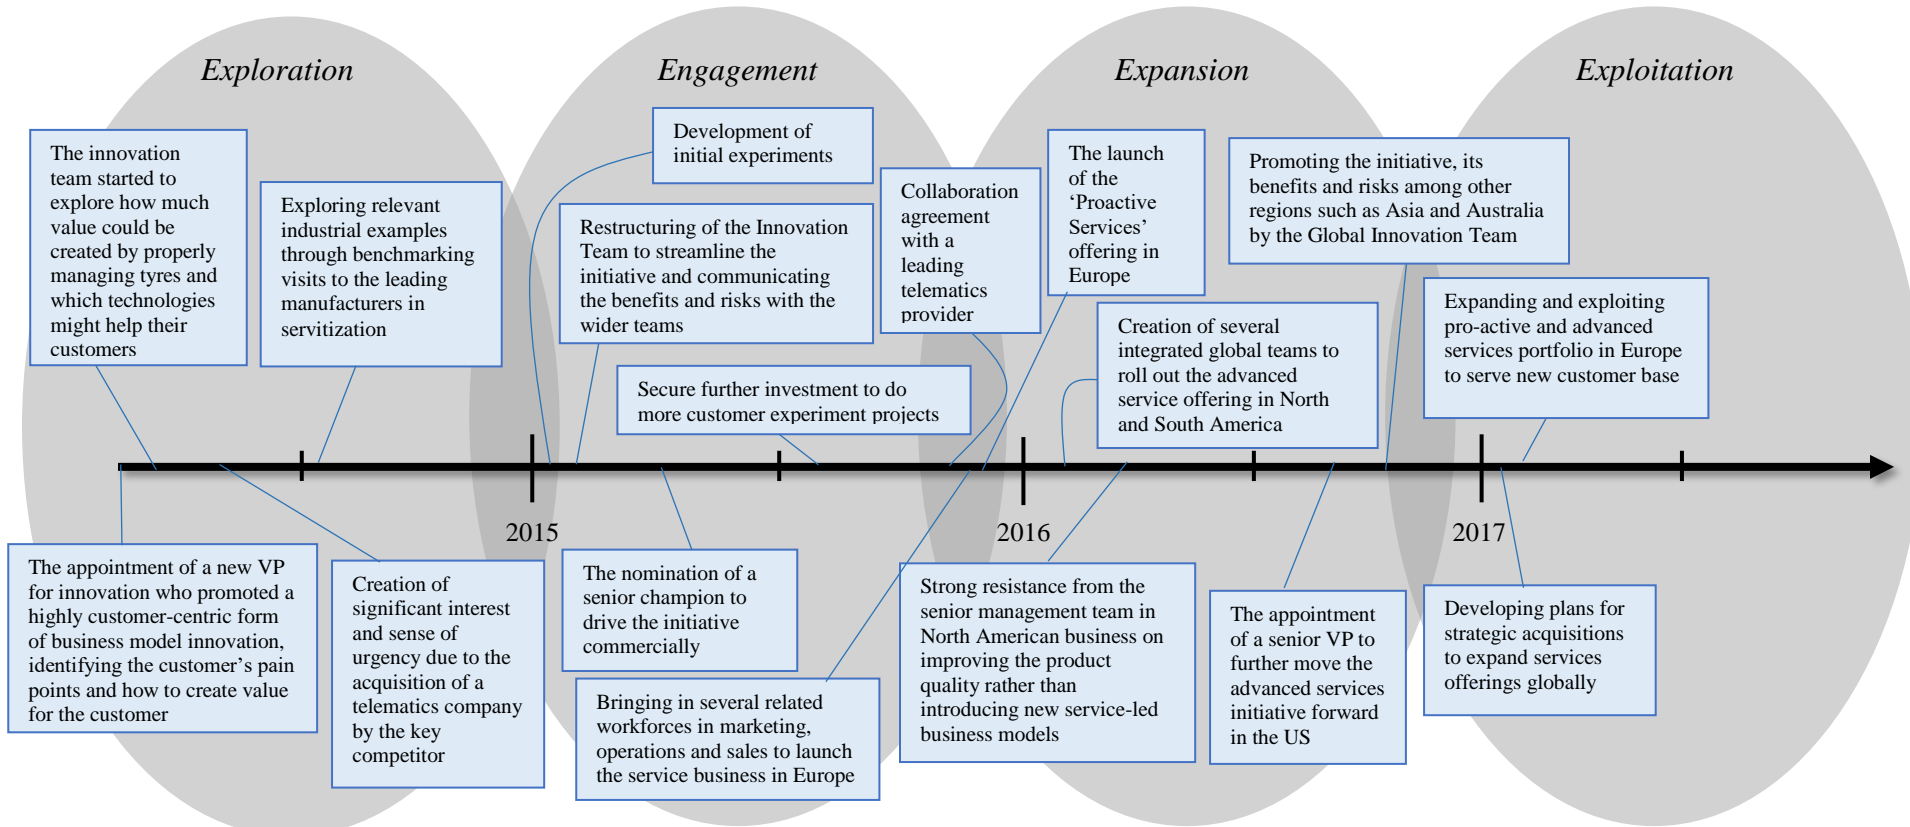 Exploration
Engagement
Expansion
Exploitation
The innovation
team started to
explore how much
value could be
created by properly
managing tyres and
which technologies
might help their
customers
Exploring relevant
industrial examples
through benchmarking
visits to the leading
manufacturers in
servitization
Development of
initial experiments
Restructuring of the Innovation
Team to streamline the
initiative and communicating
the benefits and risks with the
wider teams
Secure further investment to do
more customer experiment projects
Collaboration
agreement
with a
leading
telematics
provider
The launch
of the
‘Proactive
Services’
offering in
Europe
Creation of several
integrated global teams to
roll out the advanced
service offering in North
and South America
Promoting the initiative, its
benefits and risks among other
regions such as Asia and Australia
by the Global Innovation Team
Expanding and exploiting
pro-active and advanced
services portfolio in Europe
to serve new customer base
2015
2016
2017
The appointment of a new VP
for innovation who promoted a
highly customer-centric form
of business model innovation,
identifying the customer’s pain
points and how to create value
for the customer
Creation of
significant interest
and sense of
urgency due to the
acquisition of a
telematics company
by the key
competitor
The nomination of a
senior champion to
drive the initiative
commercially
Bringing in several related
workforces in marketing,
operations and sales to launch
the service business in Europe
Strong resistance from the
senior management team in
North American business on
improving the product
quality rather than
introducing new service-led
business models
The appointment
of a senior VP to
further move the
advanced services
initiative forward
in the US
Developing plans for
strategic acquisitions
to expand services
offerings globally